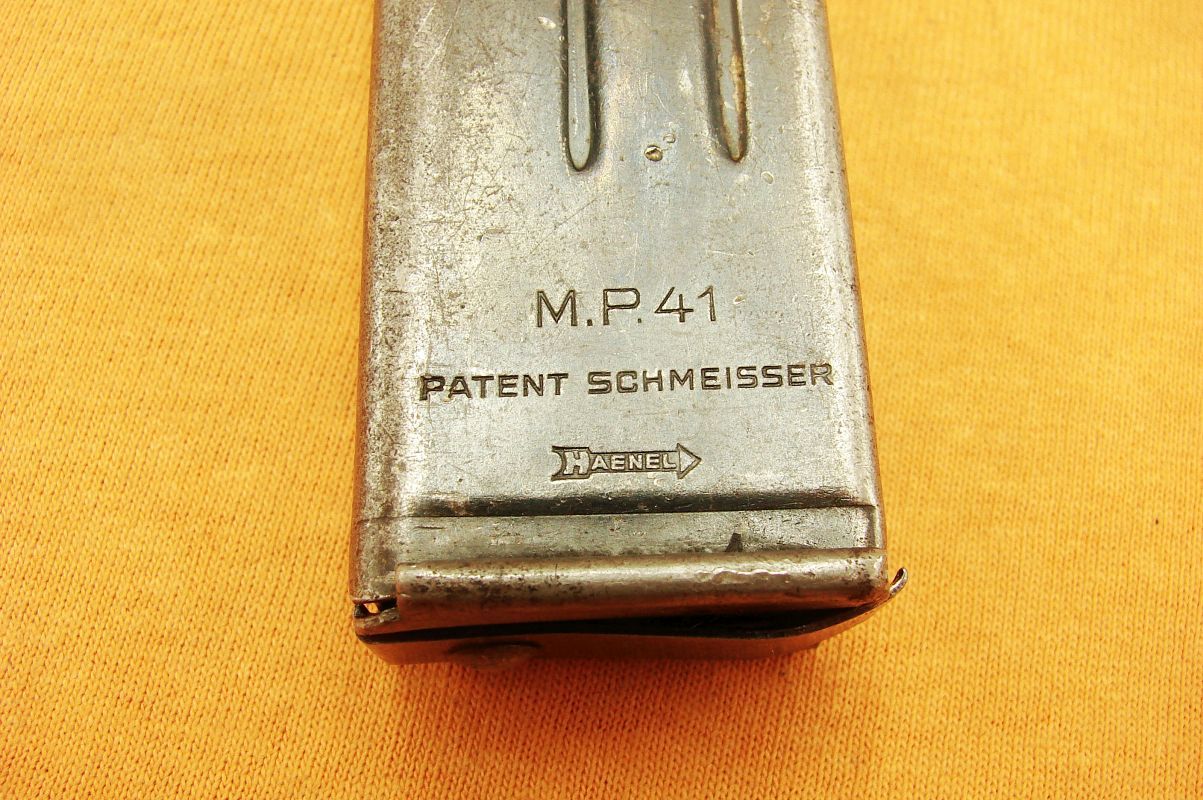 M.P.41
PATENT SCHMEISSER
HAENEL